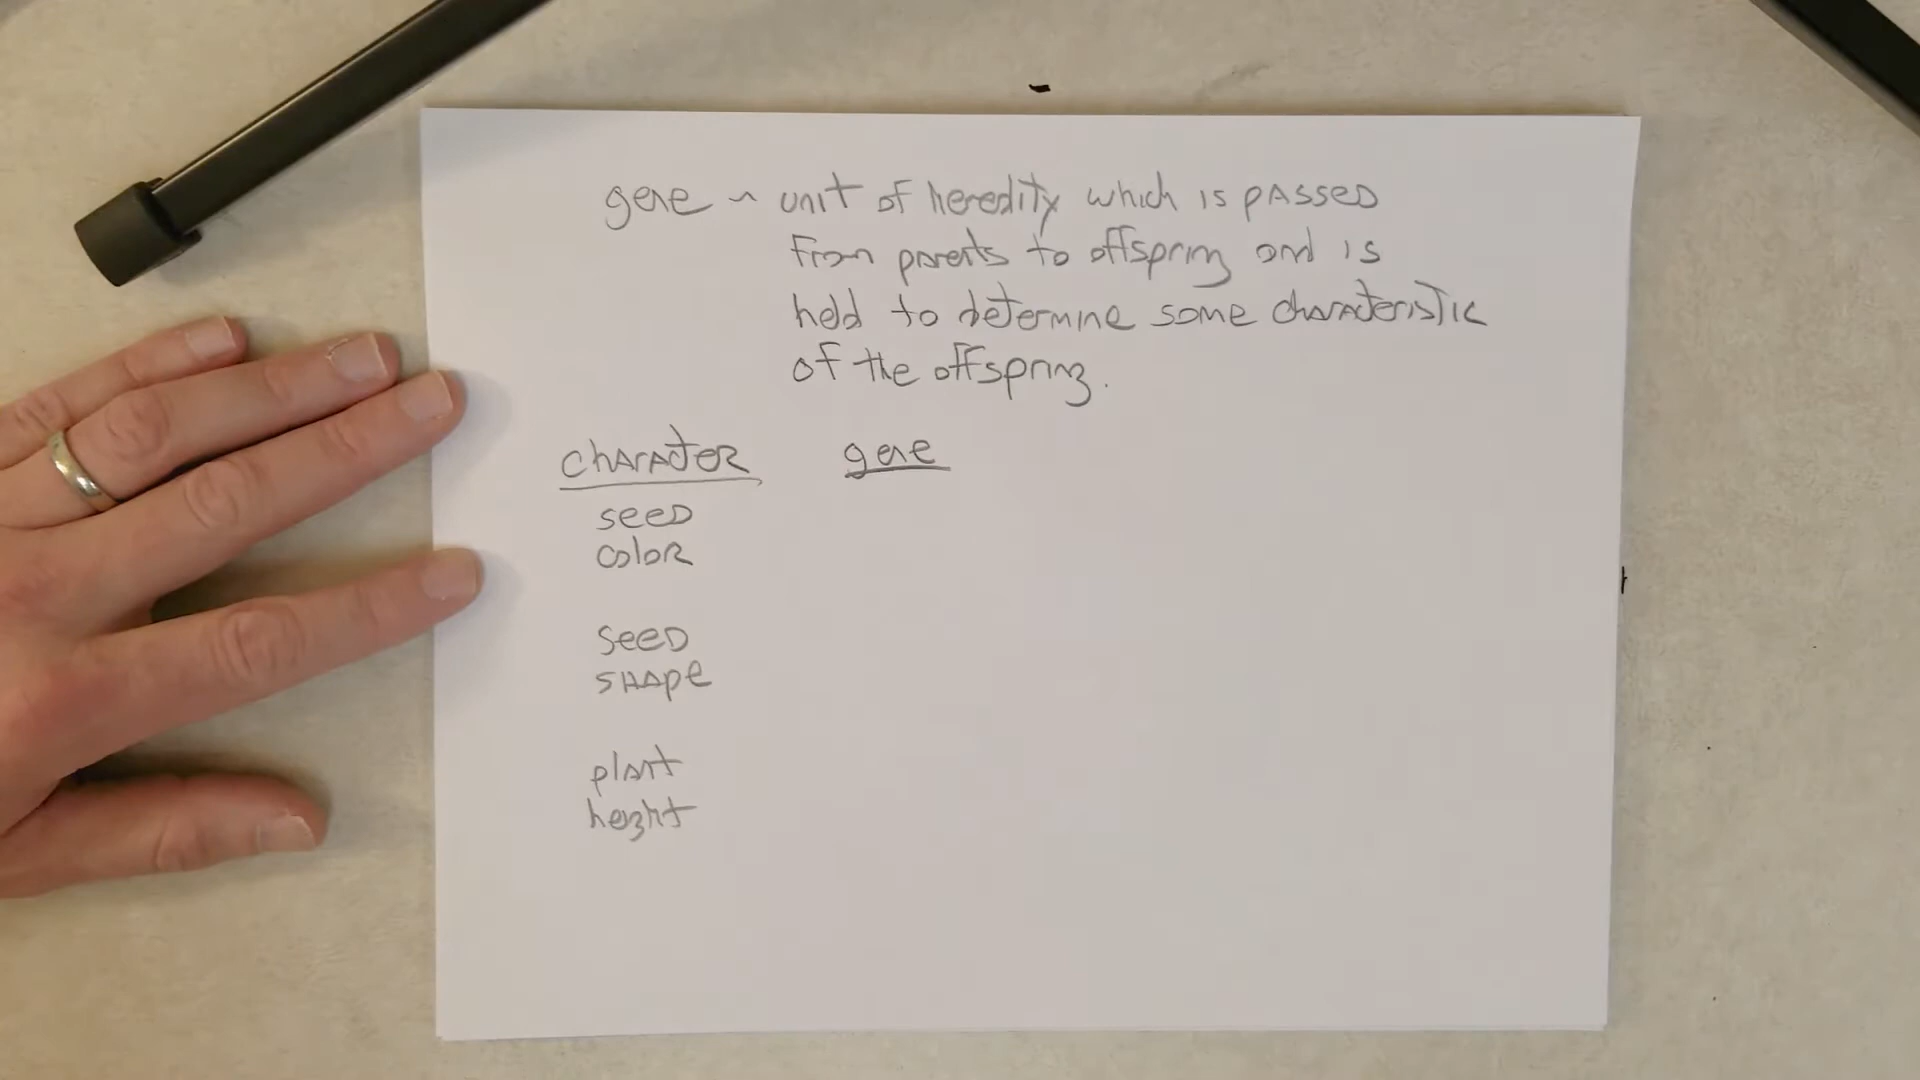 gene ~ unit of heredity which is passed
from parents to offspring and is
held to determine some characteristic
of the offspring.
character gene
seed
color
seed
shape
plant
height